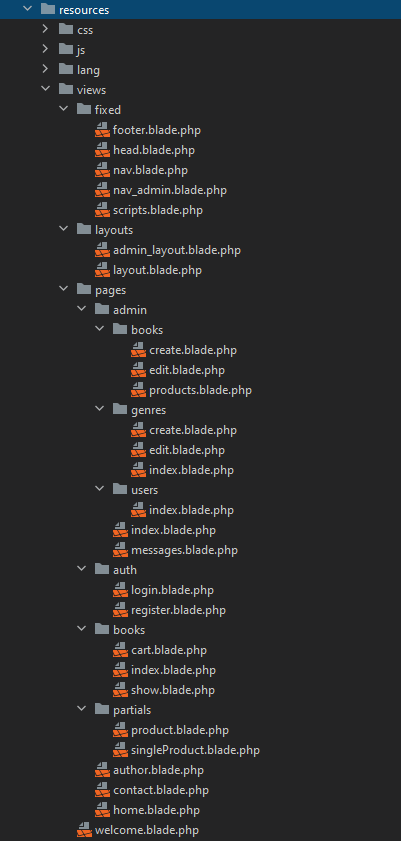 resources
css
js
lang
views
fixed
footer.blade.php
head.blade.php
nav.blade.php
nav_admin.blade.php
scripts.blade.php
layouts
admin_layout.blade.php
layout.blade.php
pages
admin
books
create.blade.php
edit.blade.php
products.blade.php
genres
create.blade.php
edit.blade.php
index.blade.php
users
index.blade.php
index.blade.php
messages.blade.php
auth
login.blade.php
register.blade.php
books
cart.blade.php
index.blade.php
show.blade.php
partials
product.blade.php
singleProduct.blade.php
author.blade.php
contact.blade.php
home.blade.php
welcome.blade.php